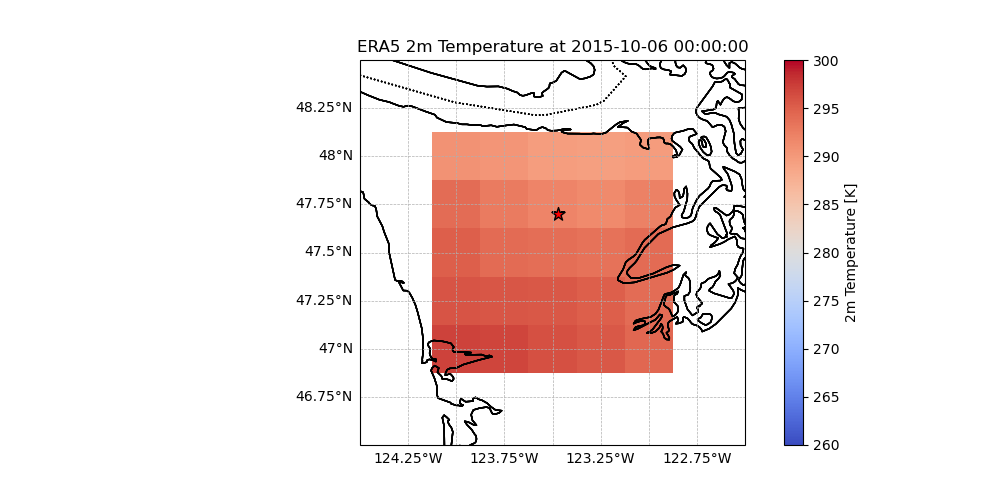 ERA5 2m Temperature at 2015-10-06 00:00:00
48.25°N
48°N
47.75°N
47.5°N
47.25°N
47°N
46.75°N
124.25°W 123.75°W 123.25°W 122.75°W
300
295
290
285
280
275
270
265
260
2m Temperature [K]